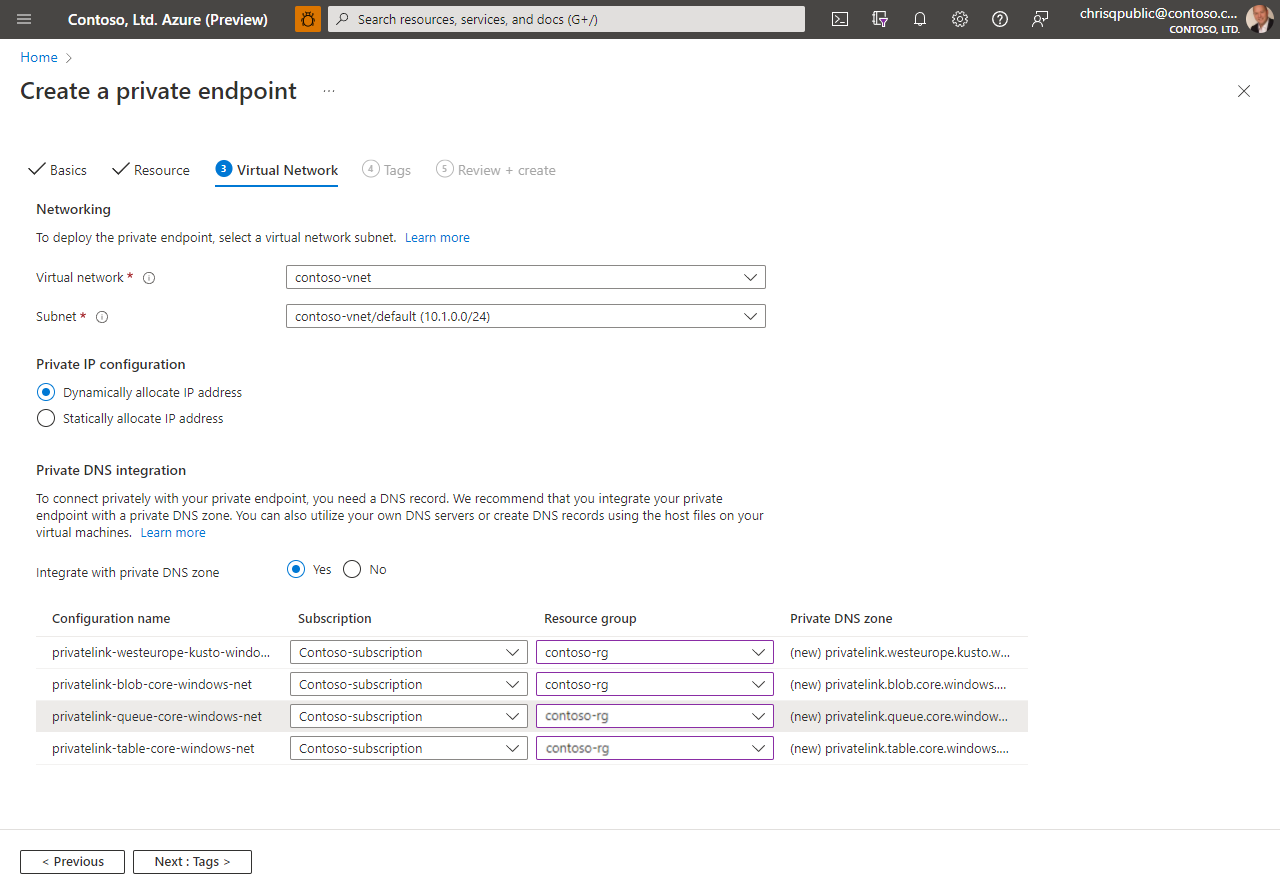 Contoso, Ltd. Azure (Preview)
Search resources, services, and docs (G+/)
chrisqpublic@contoso.c...
CONTOSO, LTD.
Home
Create a private endpoint ...
Basics
Resource
3 Virtual Network
4 Tags
5 Review + create
Networking
To deploy the private endpoint, select a virtual network subnet. Learn more
Virtual network *
contoso-vnet
Subnet *
contoso-vnet/default (10.1.0.0/24)
Private IP configuration
Dynamically allocate IP address
Statically allocate IP address
Private DNS integration
To connect privately with your private endpoint, you need a DNS record. We recommend that you integrate your private
endpoint with a private DNS zone. You can also utilize your own DNS servers or create DNS records using the host files on your
virtual machines. Learn more
Integrate with private DNS zone Yes No
Configuration name Subscription Resource group Private DNS zone
privatelink-westeurope-kusto-windo... Contoso-subscription contoso-rg (new) privatelink.westeurope.kusto.w...
privatelink-blob-core-windows-net Contoso-subscription contoso-rg (new) privatelink.blob.core.windows....
privatelink-queue-core-windows-net Contoso-subscription contoso-rg (new) privatelink.queue.core.window...
privatelink-table-core-windows-net Contoso-subscription contoso-rg (new) privatelink.table.core.windows....
< Previous
Next : Tags >